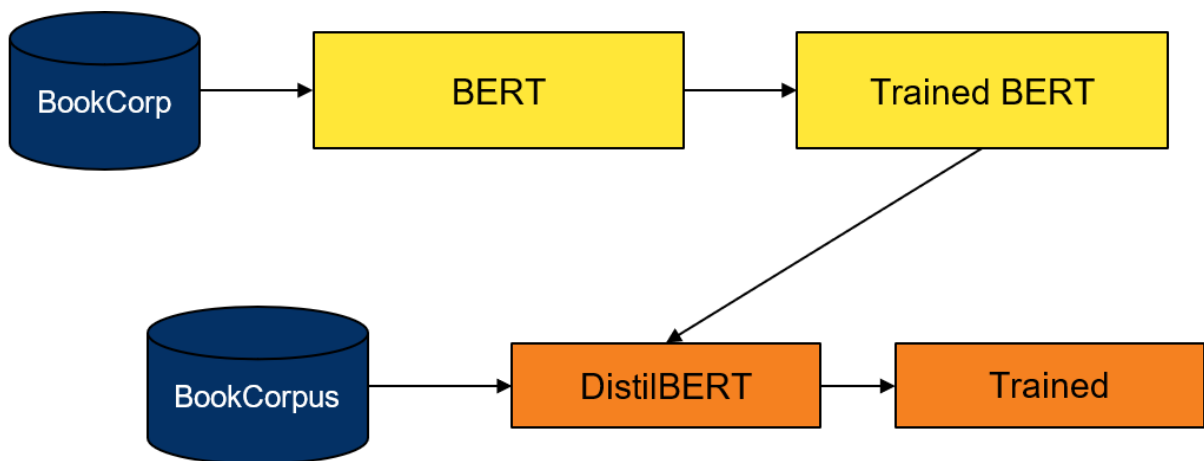 BookCorp
BERT
Trained BERT
BookCorpus
DistilBERT
Trained